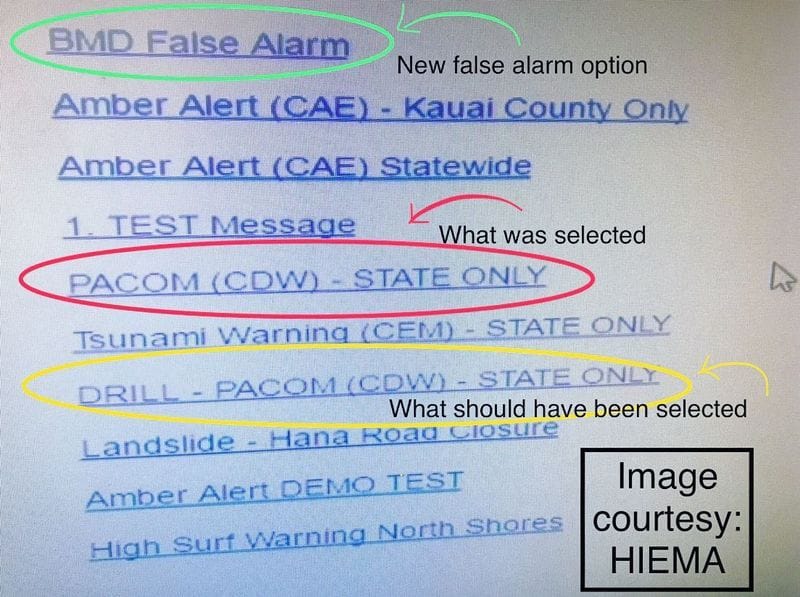 BMD False Alarm
New false alarm option
Amber Alert (CAE) - Kauai County Only
Amber Alert (CAE) Statewide
1. TEST Message
What was selected
PACOM (CDW) - STATE ONLY
Tsunami Warning (CEM) - STATE ONLY
DRILL - PACOM (CDW) - STATE ONLY
What should have been selected
Landslide - Hana Road Closure
Amber Alert DEMO TEST
High Surf Warning North Shores
Image
courtesy:
HIEMA